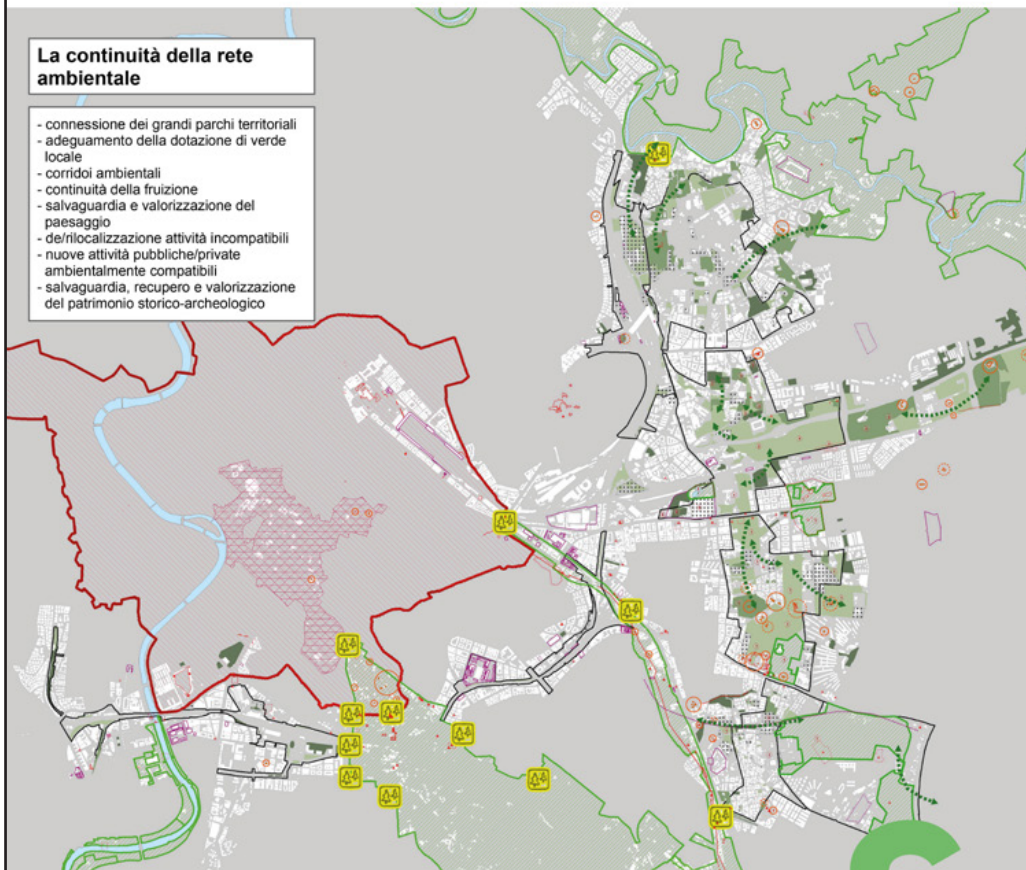 La continuità della rete
ambientale
- connessione dei grandi parchi territoriali
- adeguamento della dotazione di verde
locale
- corridoi ambientali
- continuità della fruizione
- salvaguardia e valorizzazione del
paesaggio
- de/rilocalizzazione attività incompatibili
- nuove attività pubbliche/private
ambientalmente compatibili
- salvaguardia, recupero e valorizzazione
del patrimonio storico-archeologico